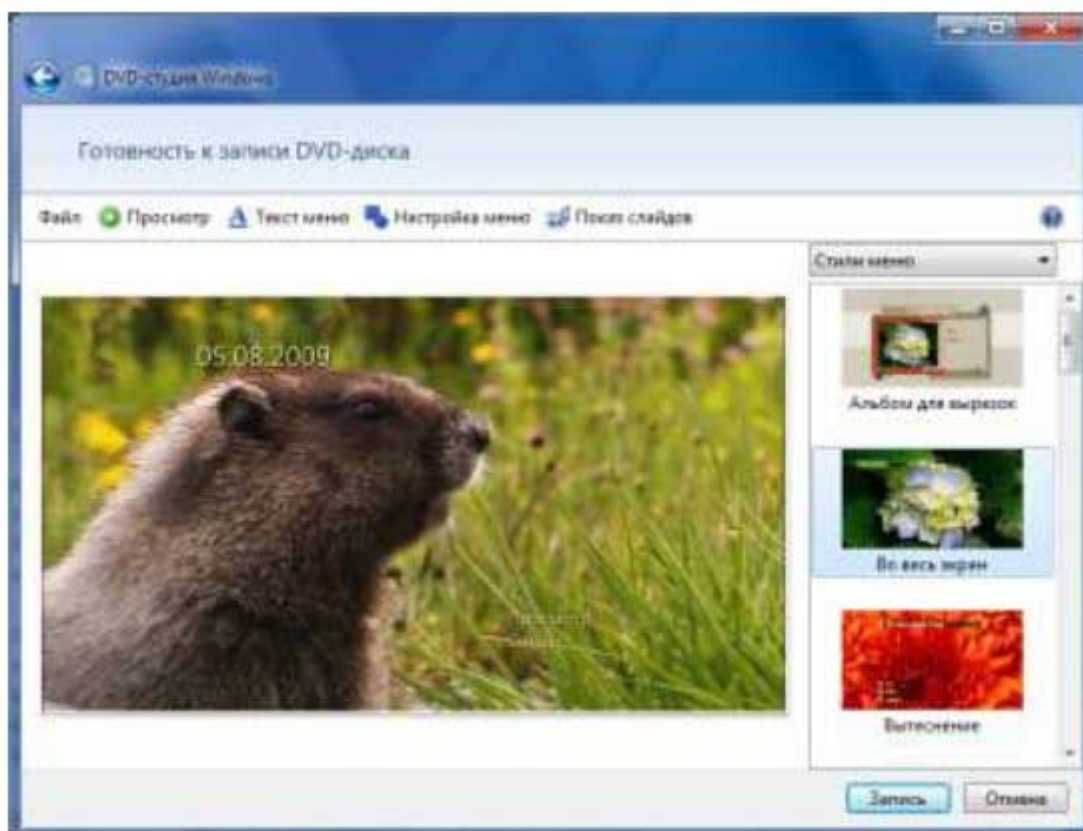 DVD-студия Windows
Готовность к записи DVD-диска
Файл Просмотр Текст меню Настройка меню Показ слайдов
Стили меню
05.08.2009
Альбом для вырезок
Во весь экран
Вытеснение
Запись Отмена